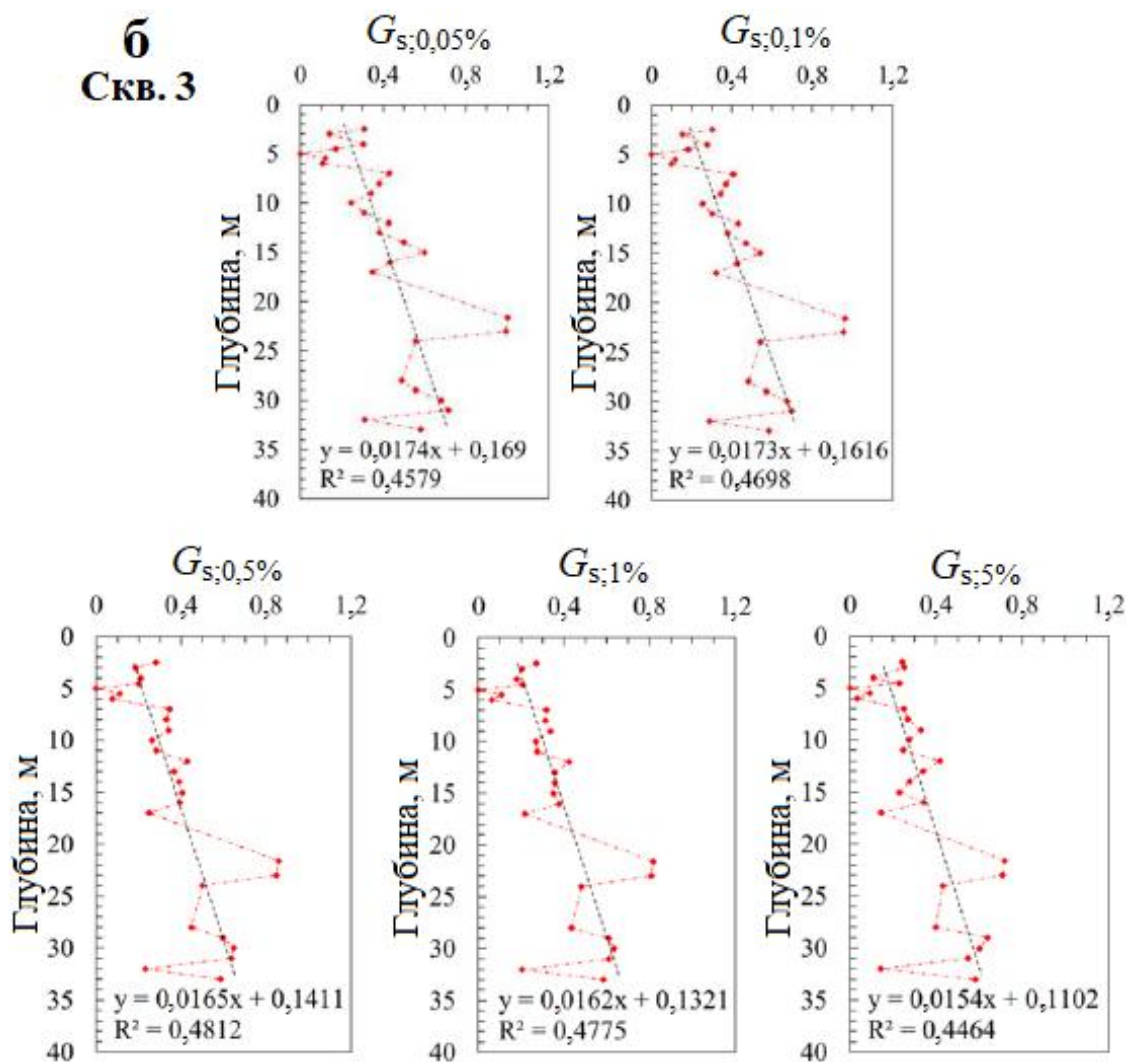 б
Скв. 3
Gs;0,05%
0 0,4 0,8 1,2
0
5
10
15
20
25
30
35
40
Глубина, м
y = 0,0174x + 0,169
R² = 0,4579
Gs;0,1%
0 0,4 0,8 1,2
0
5
10
15
20
25
30
35
40
Глубина, м
y = 0,0173x + 0,1616
R² = 0,4698
Gs;0,5%
0 0,4 0,8 1,2
0
5
10
15
20
25
30
35
40
Глубина, м
y = 0,0165x + 0,1411
R² = 0,4812
Gs;1%
0 0,4 0,8 1,2
0
5
10
15
20
25
30
35
40
Глубина, м
y = 0,0162x + 0,1321
R² = 0,4775
Gs;5%
0 0,4 0,8 1,2
0
5
10
15
20
25
30
35
40
Глубина, м
y = 0,0154x + 0,1102
R² = 0,4464